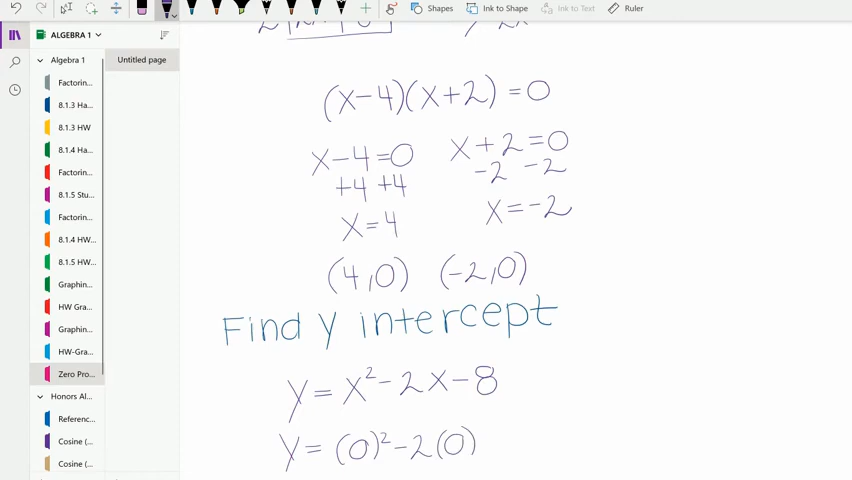 Shapes Ink to Shape Ink to Text Ruler
ALGEBRA 1
Algebra 1
Untitled page
Factorin...
8.1.3 Ha...
8.1.3 HW
8.1.4 Ha...
Factorin...
8.1.5 Stu...
Factorin...
8.1.4 HW...
8.1.5 HW...
Graphin...
HW Gra...
Graphin...
HW-Gra...
Zero Pro...
Honors Al...
Referenc...
Cosine (...
Cosine (...
(x-4)(x+2) = 0
x-4=0 x+2=0
+4 +4 -2 -2
x=4 x=-2
(4,0) (-2,0)
Find y intercept
y = x² - 2x - 8
y = (0)² - 2(0)